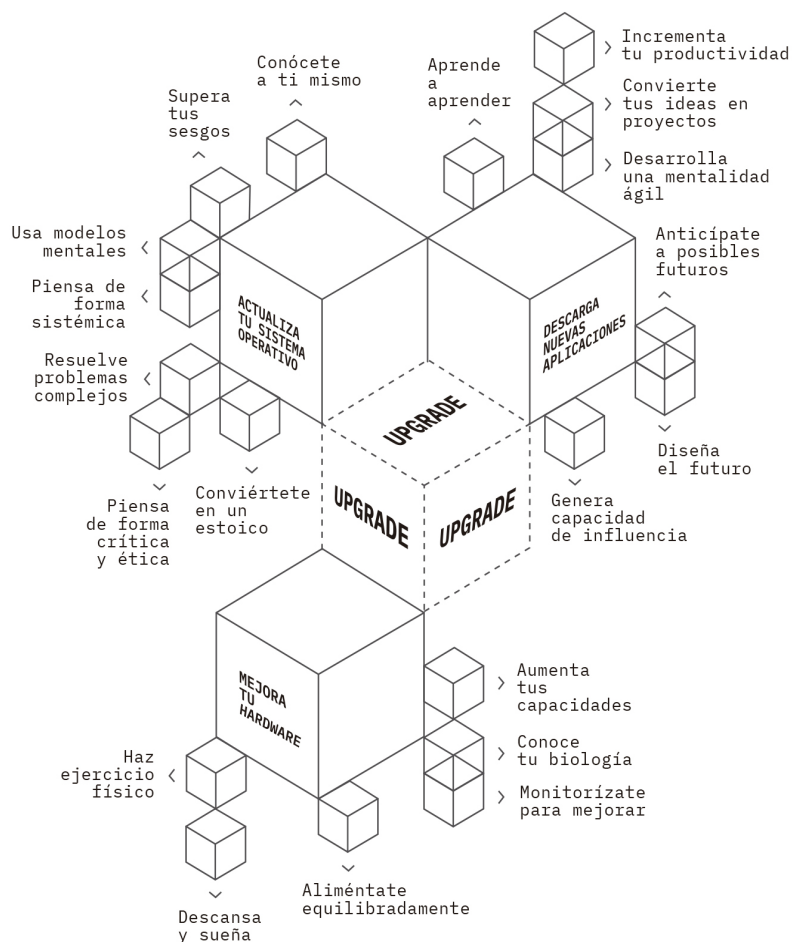 Conócete
a ti mismo
Supera
tus
sesgos
Aprende
a
aprender
Incrementa
tu productividad
Convierte
tus ideas en
proyectos
Desarrolla
una mentalidad
ágil
Usa modelos
mentales
Piensa de
forma
sistémica
Resuelve
problemas
complejos
ACTUALIZA
TU SISTEMA
OPERATIVO
DESCARGA
NUEVAS
APLICACIONES
Anticípate
a posibles
futuros
Diseña
el futuro
Genera
capacidad
de influencia
Piensa
de forma
crítica
y ética
Conviértete
en un
estoico
UPGRADE
UPGRADE
UPGRADE
MEJORA
TU
HARDWARE
Aumenta
tus
capacidades
Conoce
tu biología
Monitorízate
para mejorar
Haz
ejercicio
físico
Descansa
y sueña
Aliméntate
equilibradamente